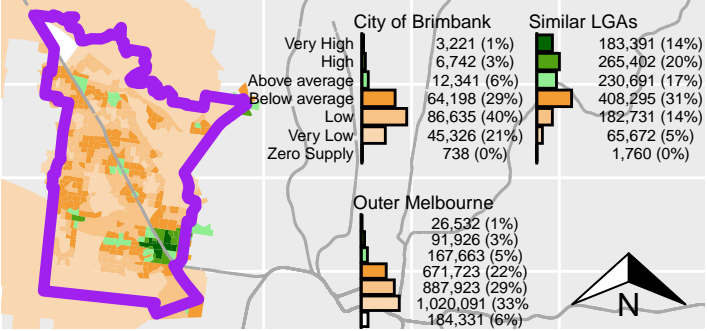 City of Brimbank Similar LGAs
Very High 3,221 (1%) 183,391 (14%)
High 6,742 (3%) 265,402 (20%)
Above average 12,341 (6%) 230,691 (17%)
Below average 64,198 (29%) 408,295 (31%)
Low 86,635 (40%) 182,731 (14%)
Very Low 45,326 (21%) 65,672 (5%)
Zero Supply 738 (0%) 1,760 (0%)
Outer Melbourne
26,532 (1%)
91,926 (3%)
167,663 (5%)
671,723 (22%)
887,923 (29%)
1,020,091 (33%
184,331 (6%)
N